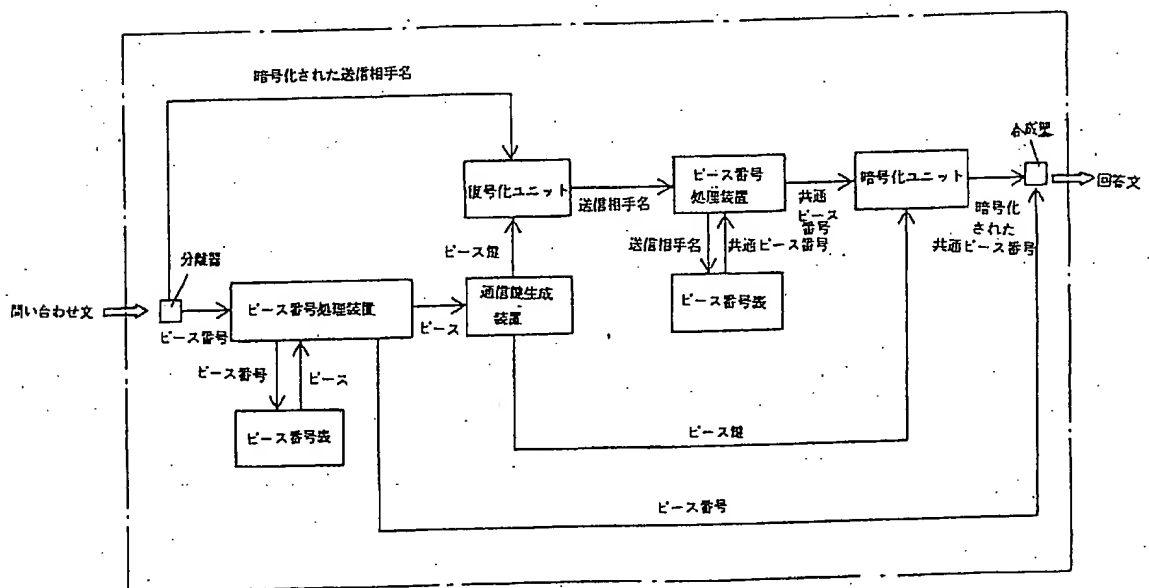 暗号化された送信相手名
合成器
復号化ユニット
送信相手名
ピース番号
処理装置
共通
ピース
番号
暗号化ユニット
回答文
暗号化
された
共通ピース番号
送信相手名
共通ピース番号
ピース鍵
分離器
問い合わせ文
ピース番号
ピース番号処理装置
ピース
通信鍵生成
装置
ピース番号表
ピース番号
ピース
ピース番号表
ピース鍵
ピース番号